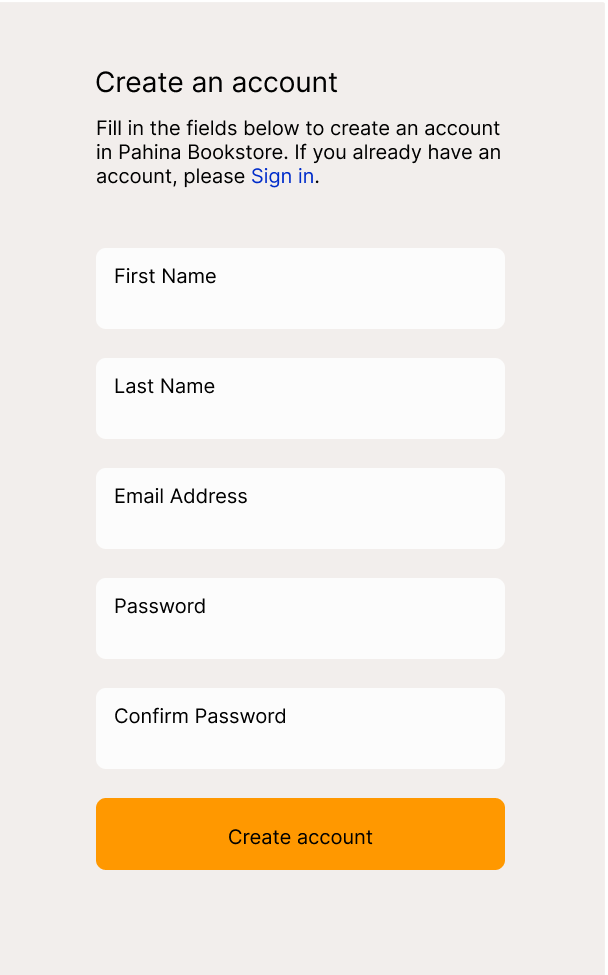 Create an account
Fill in the fields below to create an account
in Pahina Bookstore. If you already have an
account, please Sign in.
First Name
Last Name
Email Address
Password
Confirm Password
Create account